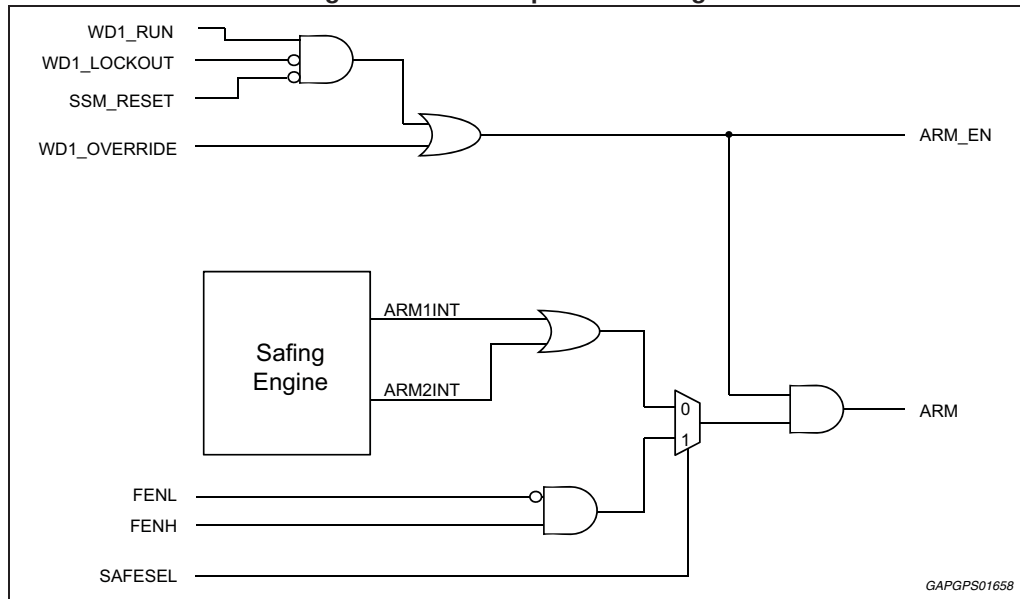 WD1_RUN
WD1_LOCKOUT
SSM_RESET
WD1_OVERRIDE
ARM_EN
Safing
Engine
ARM1INT
ARM2INT
0
1
ARM
FENL
FENH
SAFESEL
GAPGPS01658